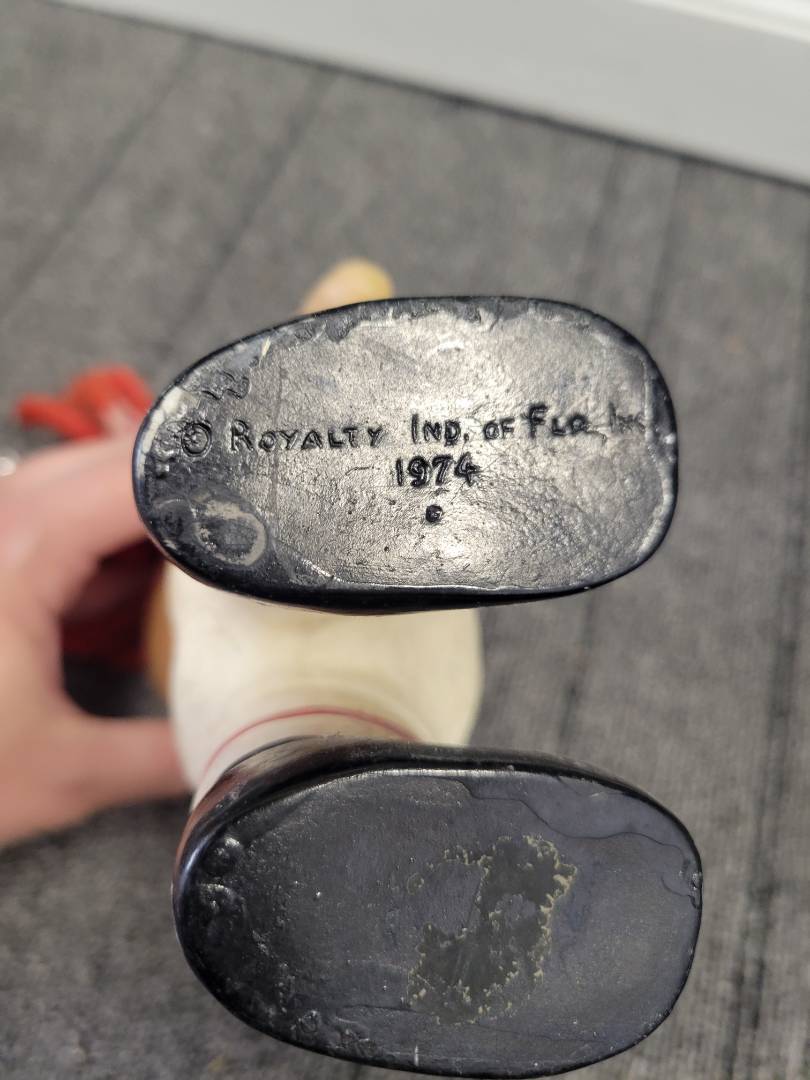 © ROYALTY IND. OF FLA. INC
1974